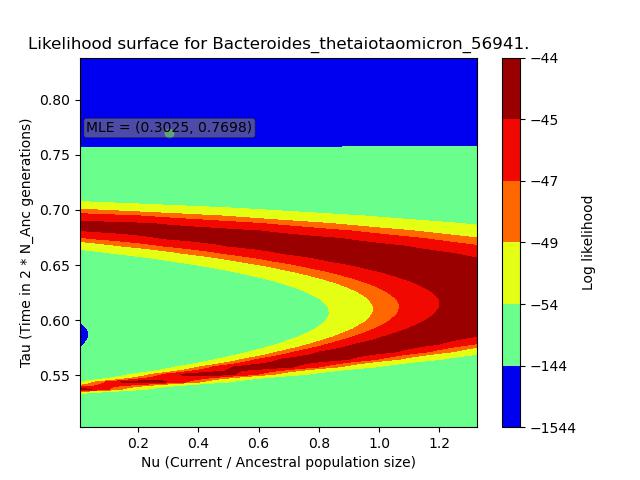 Likelihood surface for Bacteroides_thetaiotaomicron_56941.
MLE = (0.3025, 0.7698)
Tau (Time in 2 * N_Anc generations)
0.80
0.75
0.70
0.65
0.60
0.55
0.2 0.4 0.6 0.8 1.0 1.2
Nu (Current / Ancestral population size)
−44
−45
−47
−49
−54
−144
−1544
Log likelihood